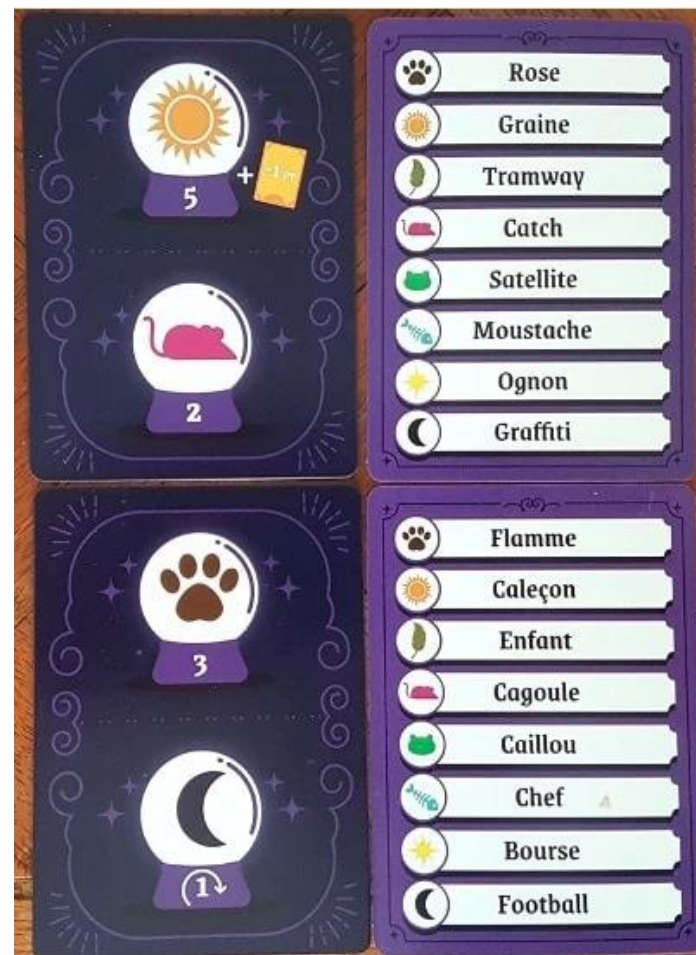 5
+
2
Rose
Graine
Tramway
Catch
Satellite
Moustache
Ognon
Graffiti
3
1
Flamme
Caleçon
Enfant
Cagoule
Caillou
Chef
Bourse
Football